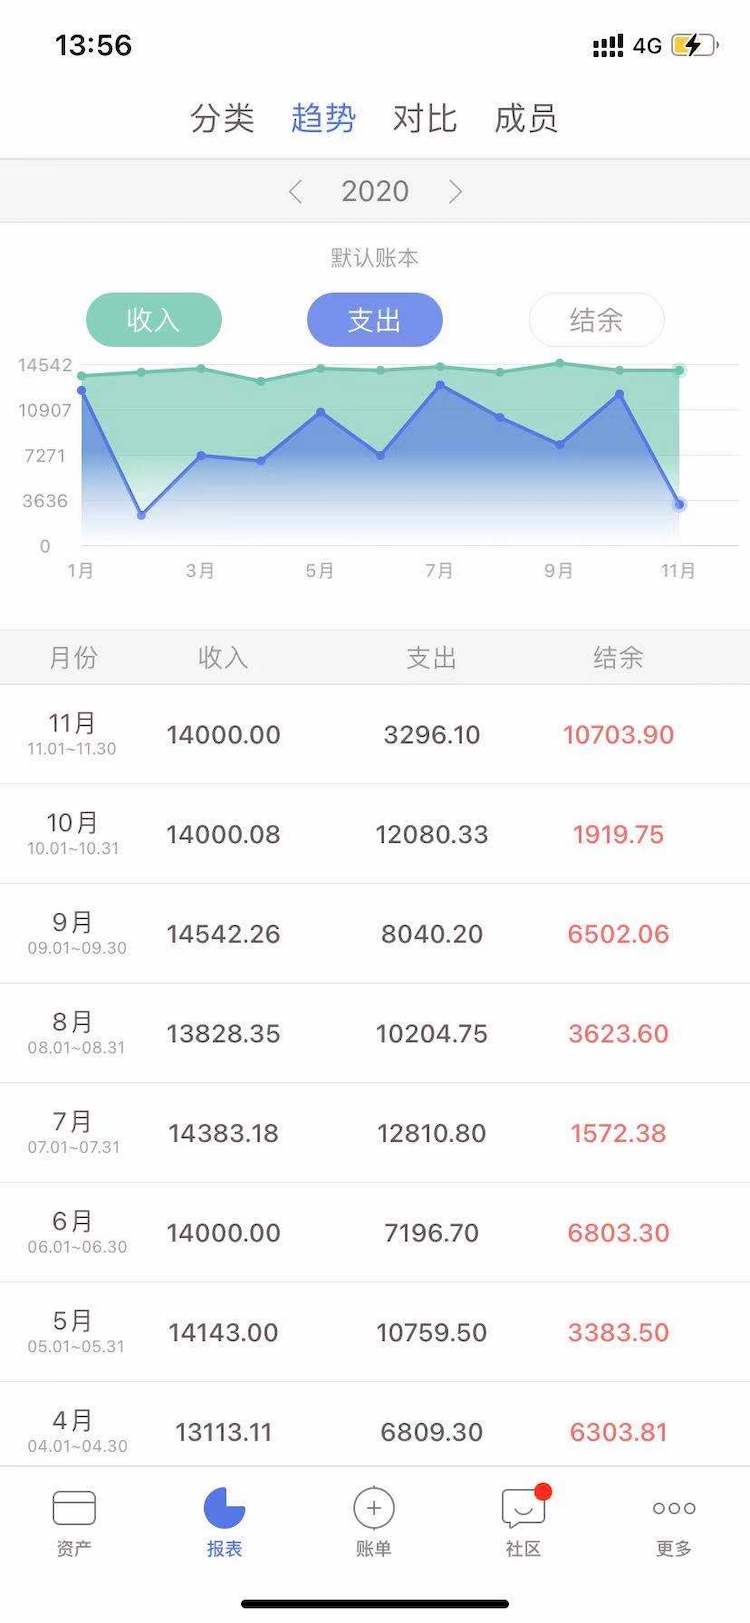 13:56 4G
分类 趋势 对比 成员
2020
默认账本
收入 支出 结余
14542
10907
7271
3636
0
1月 3月 5月 7月 9月 11月
月份 收入 支出 结余
11月 14000.00 3296.10 10703.90
11.01~11.30
10月 14000.08 12080.33 1919.75
10.01~10.31
9月 14542.26 8040.20 6502.06
09.01~09.30
8月 13828.35 10204.75 3623.60
08.01~08.31
7月 14383.18 12810.80 1572.38
07.01~07.31
6月 14000.00 7196.70 6803.30
06.01~06.30
5月 14143.00 10759.50 3383.50
05.01~05.31
4月 13113.11 6809.30 6303.81
04.01~04.30
资产 报表 账单 社区 更多